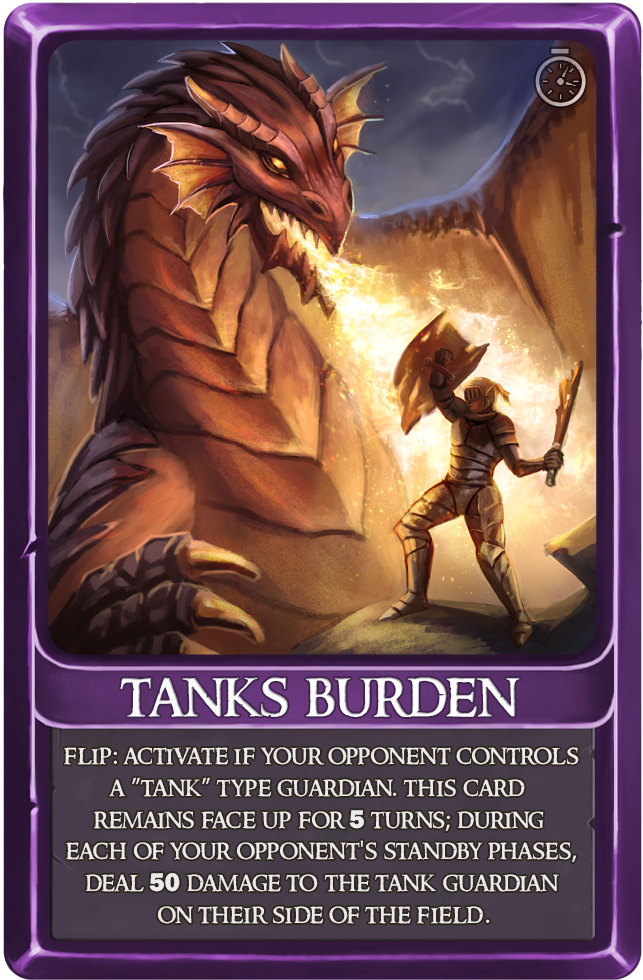 TANKS BURDEN
FLIP: ACTIVATE IF YOUR OPPONENT CONTROLS
A "TANK" TYPE GUARDIAN. THIS CARD
REMAINS FACE UP FOR 5 TURNS; DURING
EACH OF YOUR OPPONENT'S STANDBY PHASES,
DEAL 50 DAMAGE TO THE TANK GUARDIAN
ON THEIR SIDE OF THE FIELD.